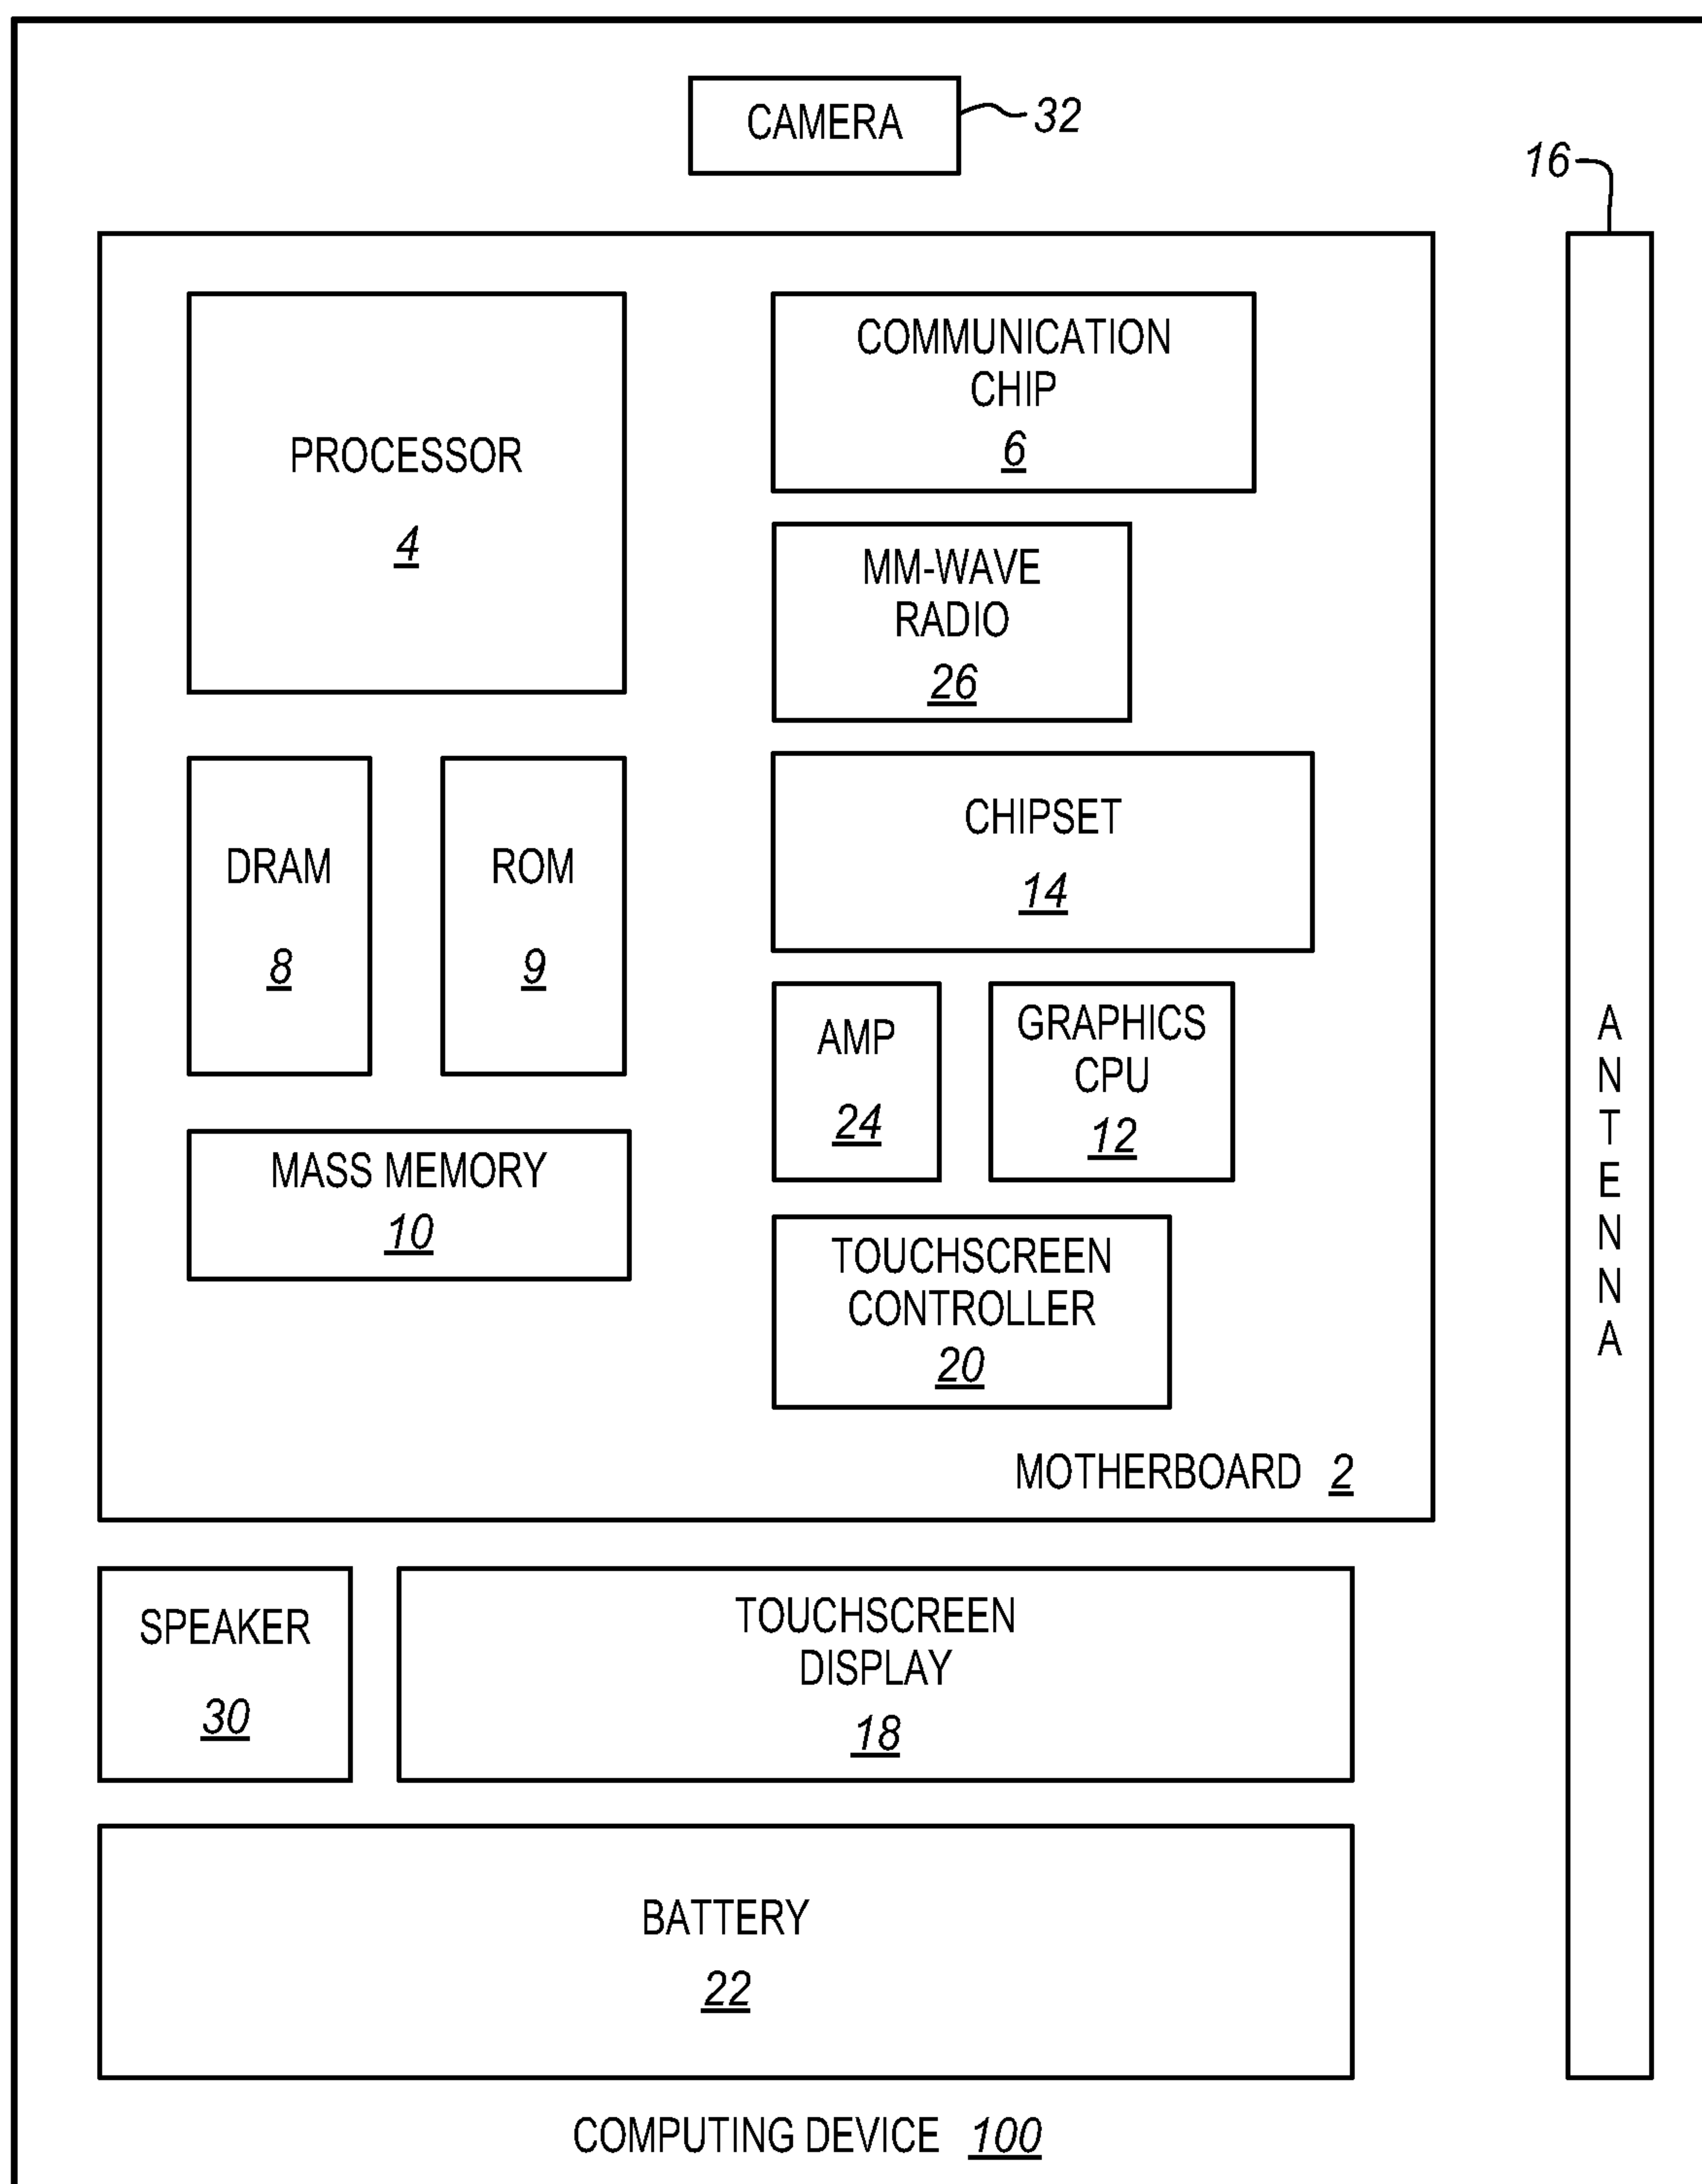 CAMERA
32
16
PROCESSOR
4
COMMUNICATION
CHIP
6
MM-WAVE
RADIO
26
DRAM
8
ROM
9
CHIPSET
14
AMP
24
GRAPHICS
CPU
12
MASS MEMORY
10
TOUCHSCREEN
CONTROLLER
20
MOTHERBOARD 2
ANTENNA
SPEAKER
30
TOUCHSCREEN
DISPLAY
18
BATTERY
22
COMPUTING DEVICE 100